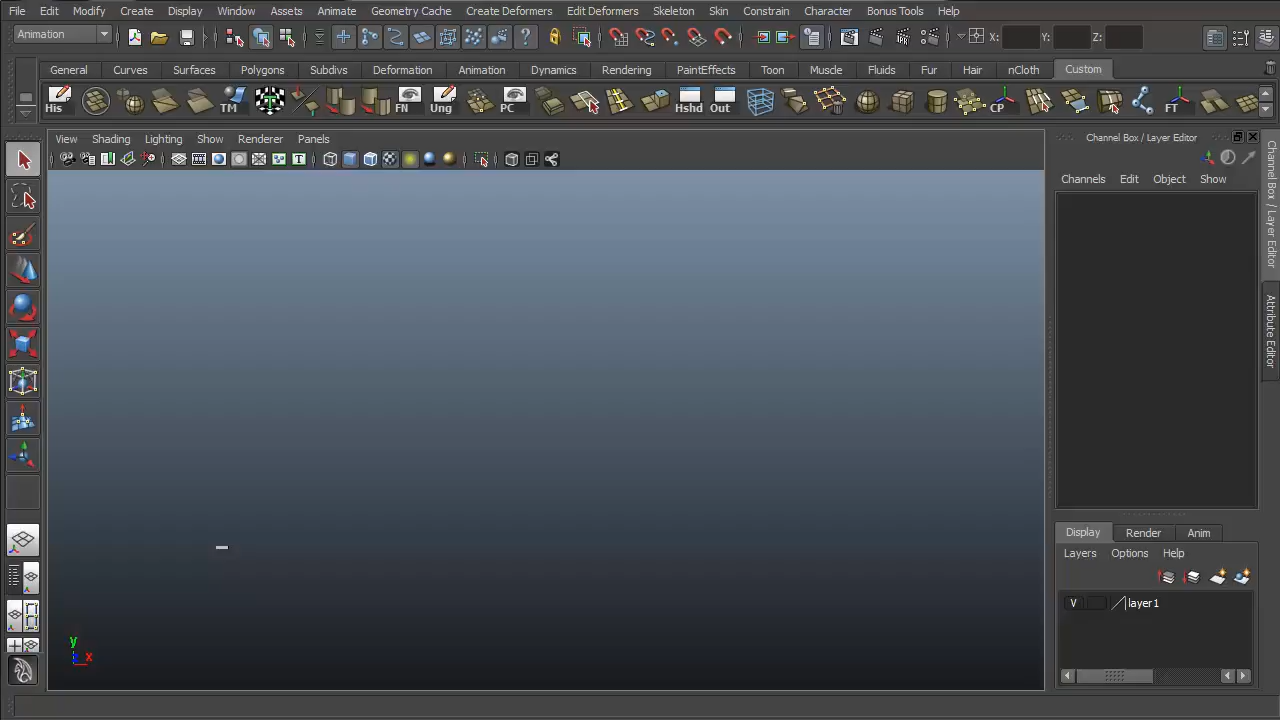 File Edit Modify Create Display Window Assets Animate Geometry Cache Create Deformers Edit Deformers Skeleton Skin Constrain Character Bonus Tools Help
Animation X: Y: Z:
General Curves Surfaces Polygons Subdivs Deformation Animation Dynamics Rendering PaintEffects Toon Muscle Fluids Fur Hair nCloth Custom
His TM FN Ung PC Hshd Out CP FT
View Shading Lighting Show Renderer Panels
Channel Box / Layer Editor
Channels Edit Object Show
Channel Box / Layer Editor
Attribute Editor
Display Render Anim
Layers Options Help
V layer1
y
x